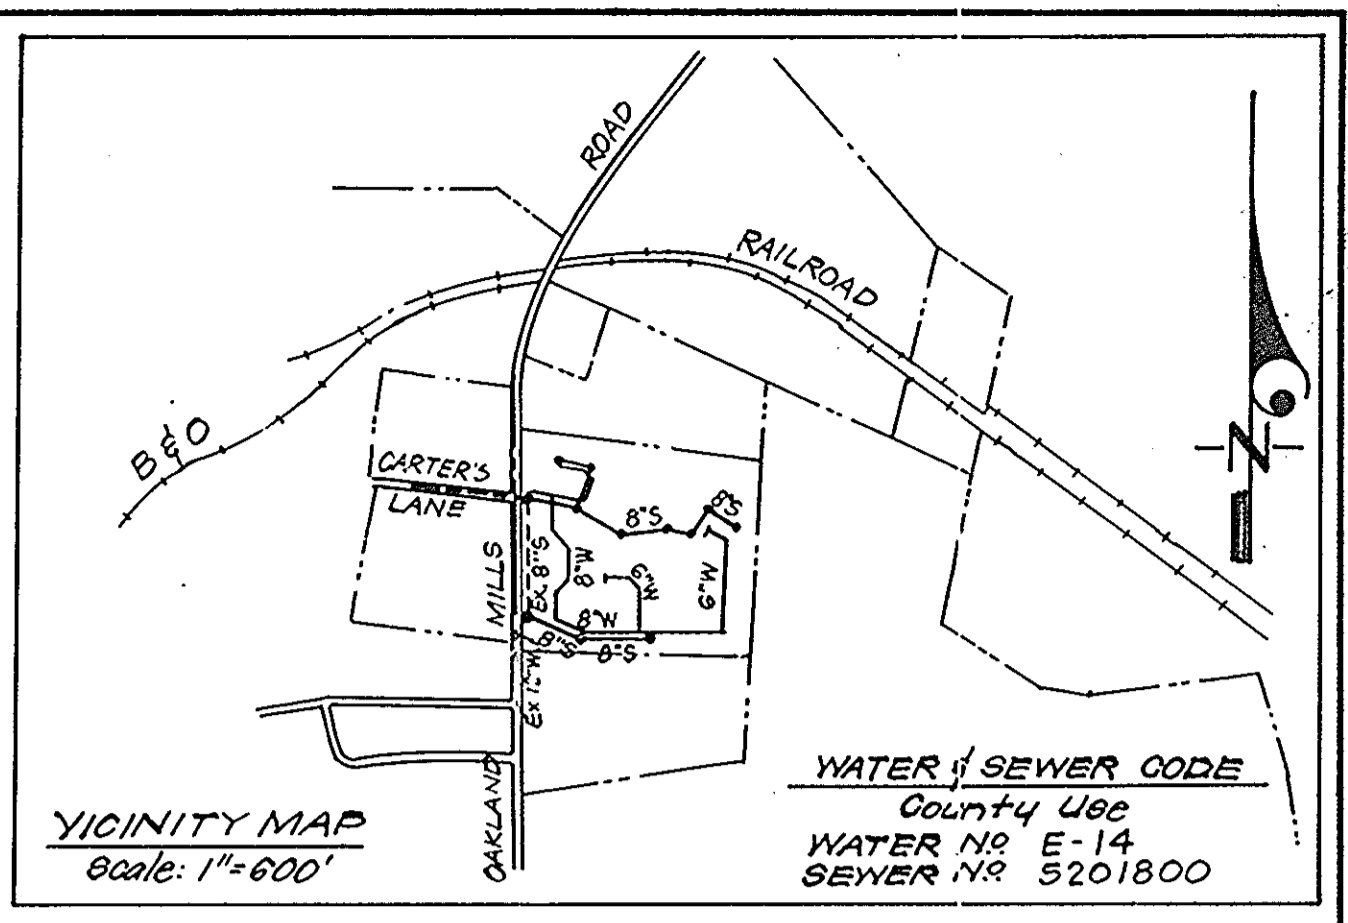 ROAD
RAILROAD
B & O
CARTER'S
LANE
MILLS
Ex. 8"S
8"W
8"S
8"S
6"W
6"W
8"W
8"S
8"S
Ex 12"W
OAKLAND
N
VICINITY MAP
Scale: 1"=600'
WATER & SEWER CODE
County Use
WATER No. E-14
SEWER No. 5201800